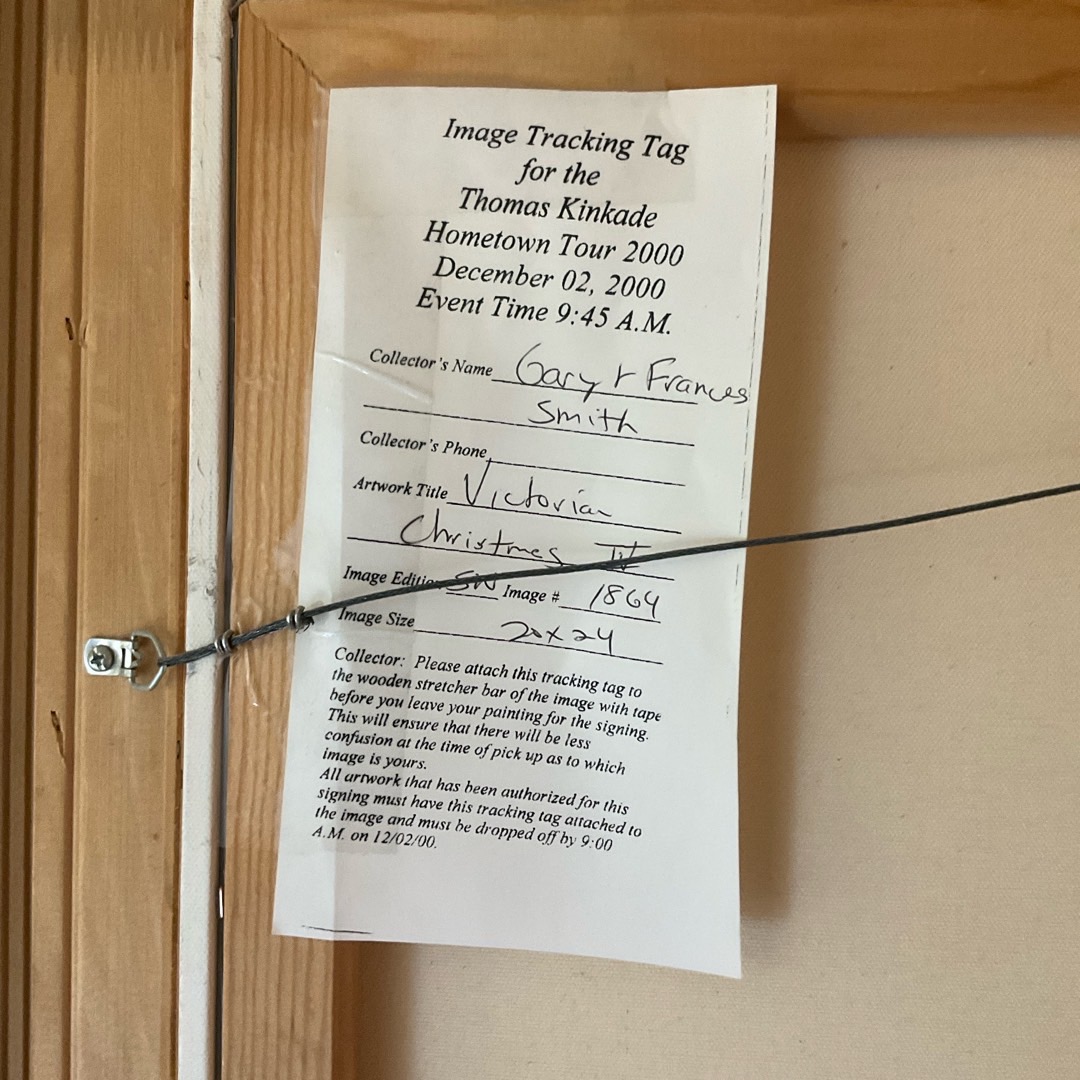 Image Tracking Tag
for the
Thomas Kinkade
Hometown Tour 2000
December 02, 2000
Event Time 9:45 A.M.
Collector's Name Gary + Frances
Smith
Collector's Phone
Artwork Title Victorian
Christmas IV
Image Edition SN Image # 1864
Image Size 20x24
Collector: Please attach this tracking tag to
the wooden stretcher bar of the image with tape
before you leave your painting for the signing.
This will ensure that there will be less
confusion at the time of pick up as to which
image is yours.
All artwork that has been authorized for this
signing must have this tracking tag attached to
the image and must be dropped off by 9:00
A.M. on 12/02/00.